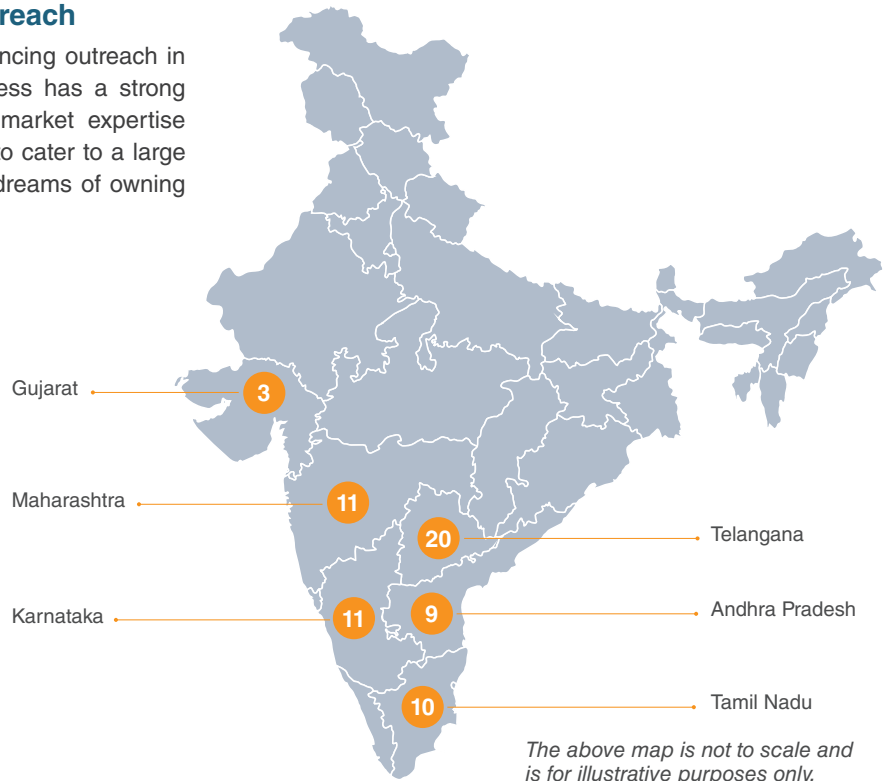 reach
ncing outreach in
ess has a strong
market expertise
to cater to a large
dreams of owning
Gujarat
3
Maharashtra
11
20
Telangana
Karnataka
11
9
Andhra Pradesh
10
Tamil Nadu
The above map is not to scale and
is for illustrative purposes only.